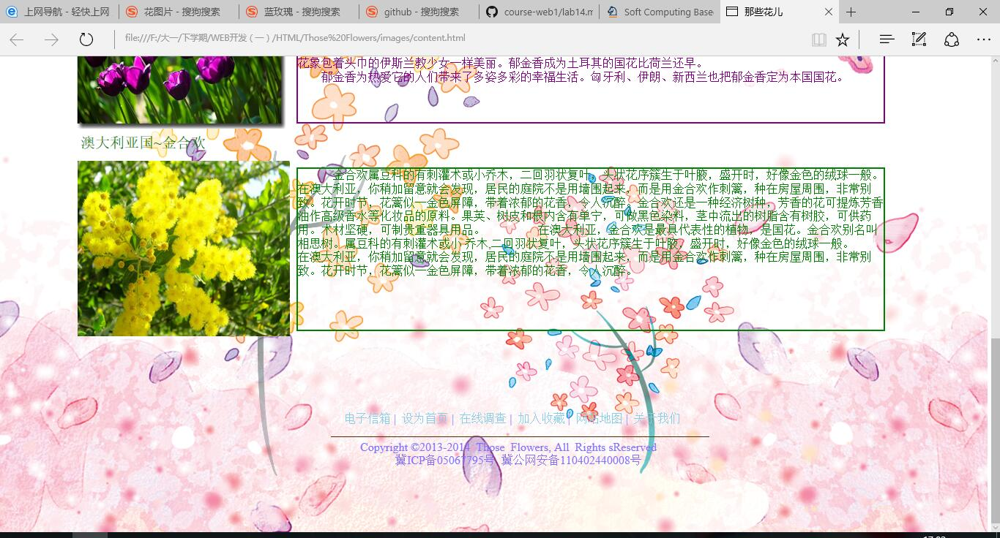 上网导航 - 轻快上网
花图片 - 搜狗搜索
蓝玫瑰 - 搜狗搜索
github - 搜狗搜索
course-web1/lab14.m
Soft Computing Base
那些花儿
file:///F:/大一/下学期/WEB开发（一）/HTML/Those%20Flowers/images/content.html
花象包着头巾的伊斯兰教少女一样美丽。郁金香成为土耳其的国花比荷兰还早。
郁金香为热爱它的人们带来了多姿多彩的幸福生活。匈牙利、伊朗、新西兰也把郁金香定为本国国花。
澳大利亚国~金合欢
金合欢属豆科的有刺灌木或小乔木，二回羽状复叶，头状花序簇生于叶腋，盛开时，好像金色的绒球一般。
在澳大利亚，你稍加留意就会发现，居民的庭院不是用墙围起来，而是用金合欢作刺篱，种在房屋周围，非常别
致。花开时节，花篱似一金色屏障，带着浓郁的花香，令人沉醉。金合欢还是一种经济树种，芳香的花可提炼芳香
油作高级香水等化妆品的原料。果荚、树皮和根内含有单宁，可做黑色染料，茎中流出的树脂含有树胶，可供药
用。木材坚硬，可制贵重器具用品。 在澳大利亚，金合欢是最具代表性的植物，是国花。金合欢别名叫
相思树。属豆科的有刺灌木或小乔木,二回羽状复叶，头状花序簇生于叶腋，盛开时，好像金色的绒球一般。
在澳大利亚，你稍加留意就会发现，居民的庭院不是用墙围起来，而是用金合欢作刺篱，种在房屋周围，非常别
致。花开时节，花篱似一金色屏障，带着浓郁的花香，令人沉醉。
电子信箱 | 设为首页 | 在线调查 | 加入收藏 | 网站地图 | 关于我们
Copyright ©2013-2014 Those Flowers, All Rights sReserved
冀ICP备05067795号 冀公网安备110402440008号